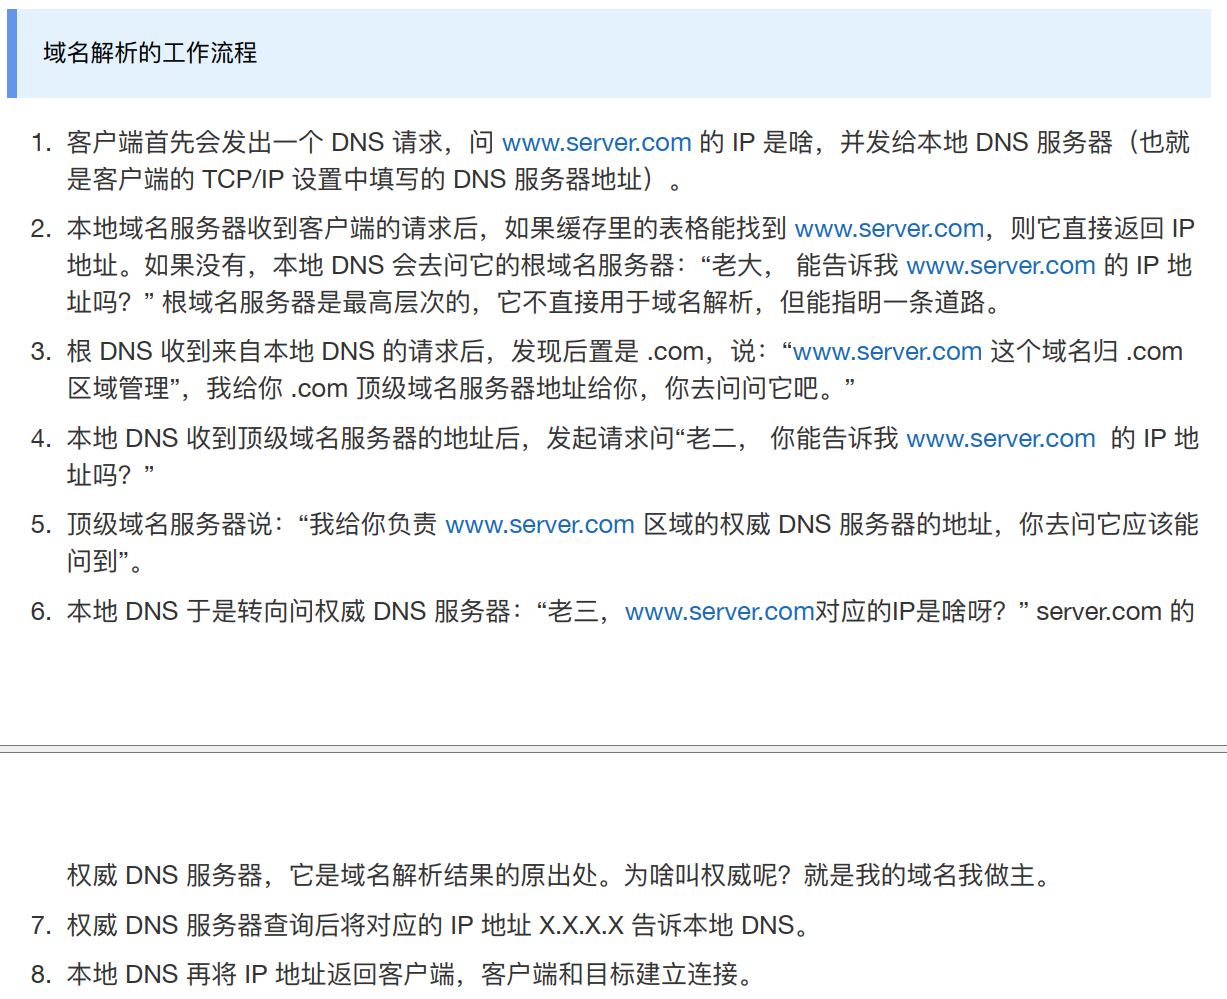 域名解析的工作流程
1. 客户端首先会发出一个 DNS 请求，问 www.server.com 的 IP 是啥，并发给本地 DNS 服务器（也就
是客户端的 TCP/IP 设置中填写的 DNS 服务器地址）。
2. 本地域名服务器收到客户端的请求后，如果缓存里的表格能找到 www.server.com，则它直接返回 IP
地址。如果没有，本地 DNS 会去问它的根域名服务器：“老大， 能告诉我 www.server.com 的 IP 地
址吗？” 根域名服务器是最高层次的，它不直接用于域名解析，但能指明一条道路。
3. 根 DNS 收到来自本地 DNS 的请求后，发现后置是 .com，说：“www.server.com 这个域名归 .com
区域管理”，我给你 .com 顶级域名服务器地址给你，你去问问它吧。”
4. 本地 DNS 收到顶级域名服务器的地址后，发起请求问“老二， 你能告诉我 www.server.com 的 IP 地
址吗？”
5. 顶级域名服务器说：“我给你负责 www.server.com 区域的权威 DNS 服务器的地址，你去问它应该能
问到”。
6. 本地 DNS 于是转向问权威 DNS 服务器：“老三，www.server.com对应的IP是啥呀？” server.com 的
权威 DNS 服务器，它是域名解析结果的原出处。为啥叫权威呢？就是我的域名我做主。
7. 权威 DNS 服务器查询后将对应的 IP 地址 X.X.X.X 告诉本地 DNS。
8. 本地 DNS 再将 IP 地址返回客户端，客户端和目标建立连接。